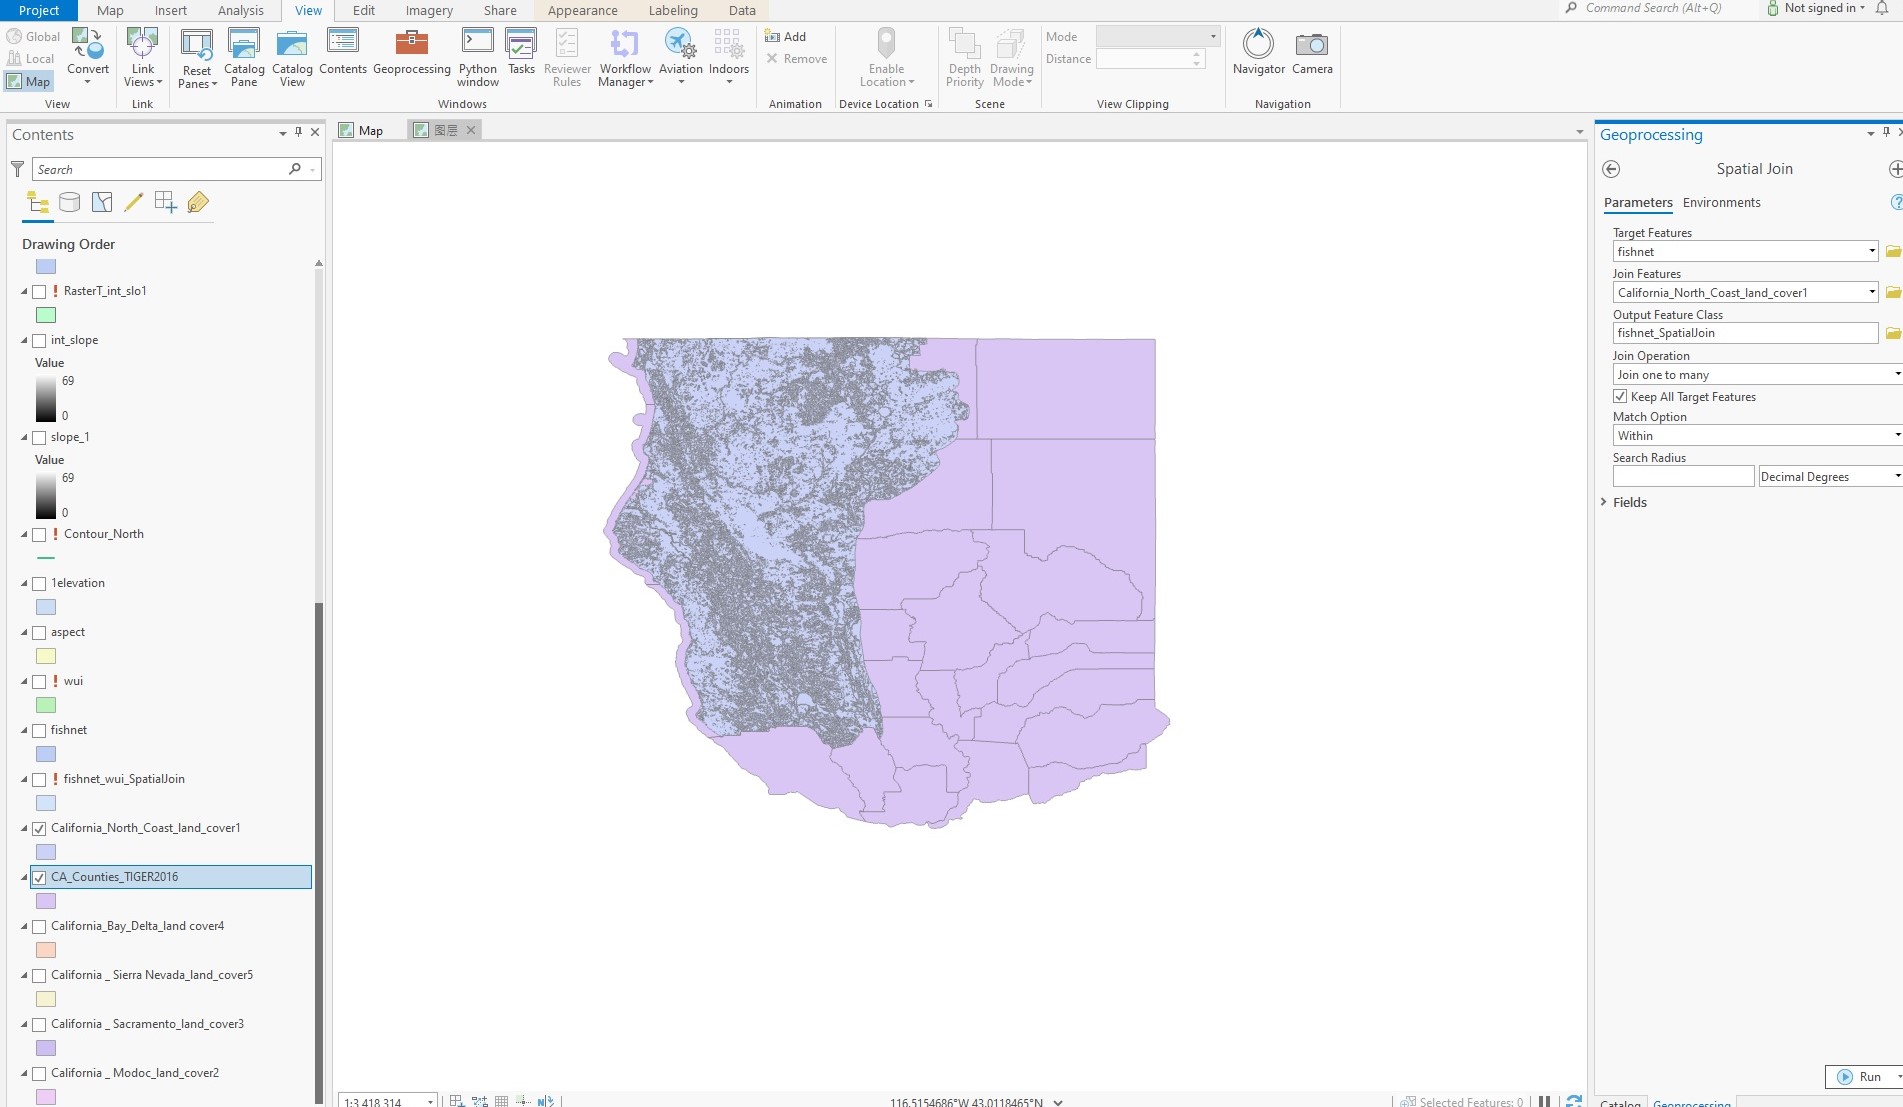 Project Map Insert Analysis View Edit Imagery Share Appearance Labeling Data Command Search (Alt+Q) Not signed in
Global
Local
Map
Convert
Link Views
Reset Panes
Catalog Pane
Catalog View
Contents
Geoprocessing
Python window
Tasks
Reviewer Rules
Workflow Manager
Aviation
Indoors
Add
Remove
Enable Location
Depth Priority
Drawing Mode
Mode
Distance
Navigator
Camera
View Link Windows Animation Device Location Scene View Clipping Navigation
Contents
Search
Drawing Order
RasterT_int_slo1
int_slope
Value
69
0
slope_1
Value
69
0
Contour_North
1elevation
aspect
wui
fishnet
fishnet_wui_SpatialJoin
California_North_Coast_land_cover1
CA_Counties_TIGER2016
California_Bay_Delta_land cover4
California _ Sierra Nevada_land_cover5
California _ Sacramento_land_cover3
California _ Modoc_land_cover2
Map 图层
1:3,418,314
116.5154686°W 43.0118465°N
Selected Features: 0
Geoprocessing
Spatial Join
Parameters Environments
Target Features
fishnet
Join Features
California_North_Coast_land_cover1
Output Feature Class
fishnet_SpatialJoin
Join Operation
Join one to many
Keep All Target Features
Match Option
Within
Search Radius
Decimal Degrees
Fields
Run
Catalog Geoprocessing